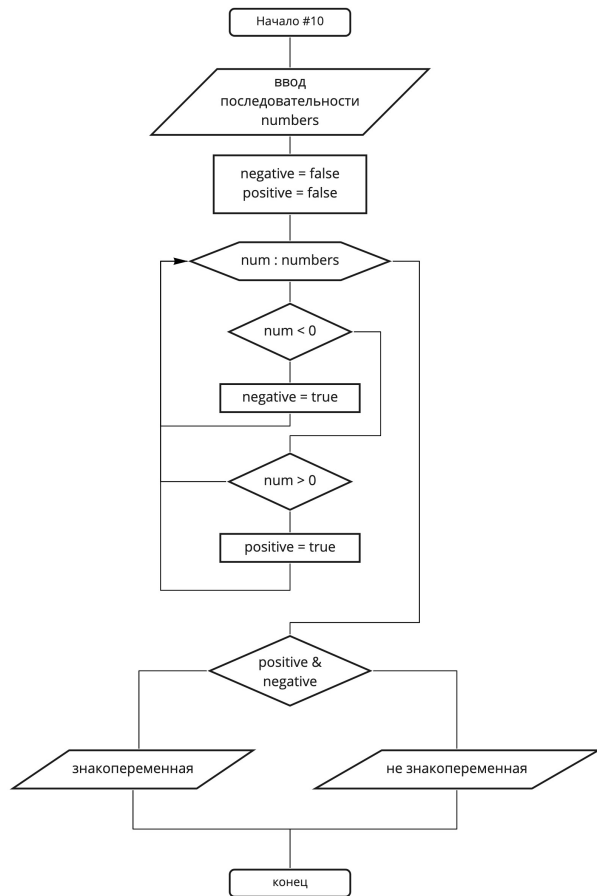 Начало #10
ввод
последовательности
numbers
negative = false
positive = false
num : numbers
num < 0
negative = true
num > 0
positive = true
positive &
negative
знакопеременная
не знакопеременная
конец